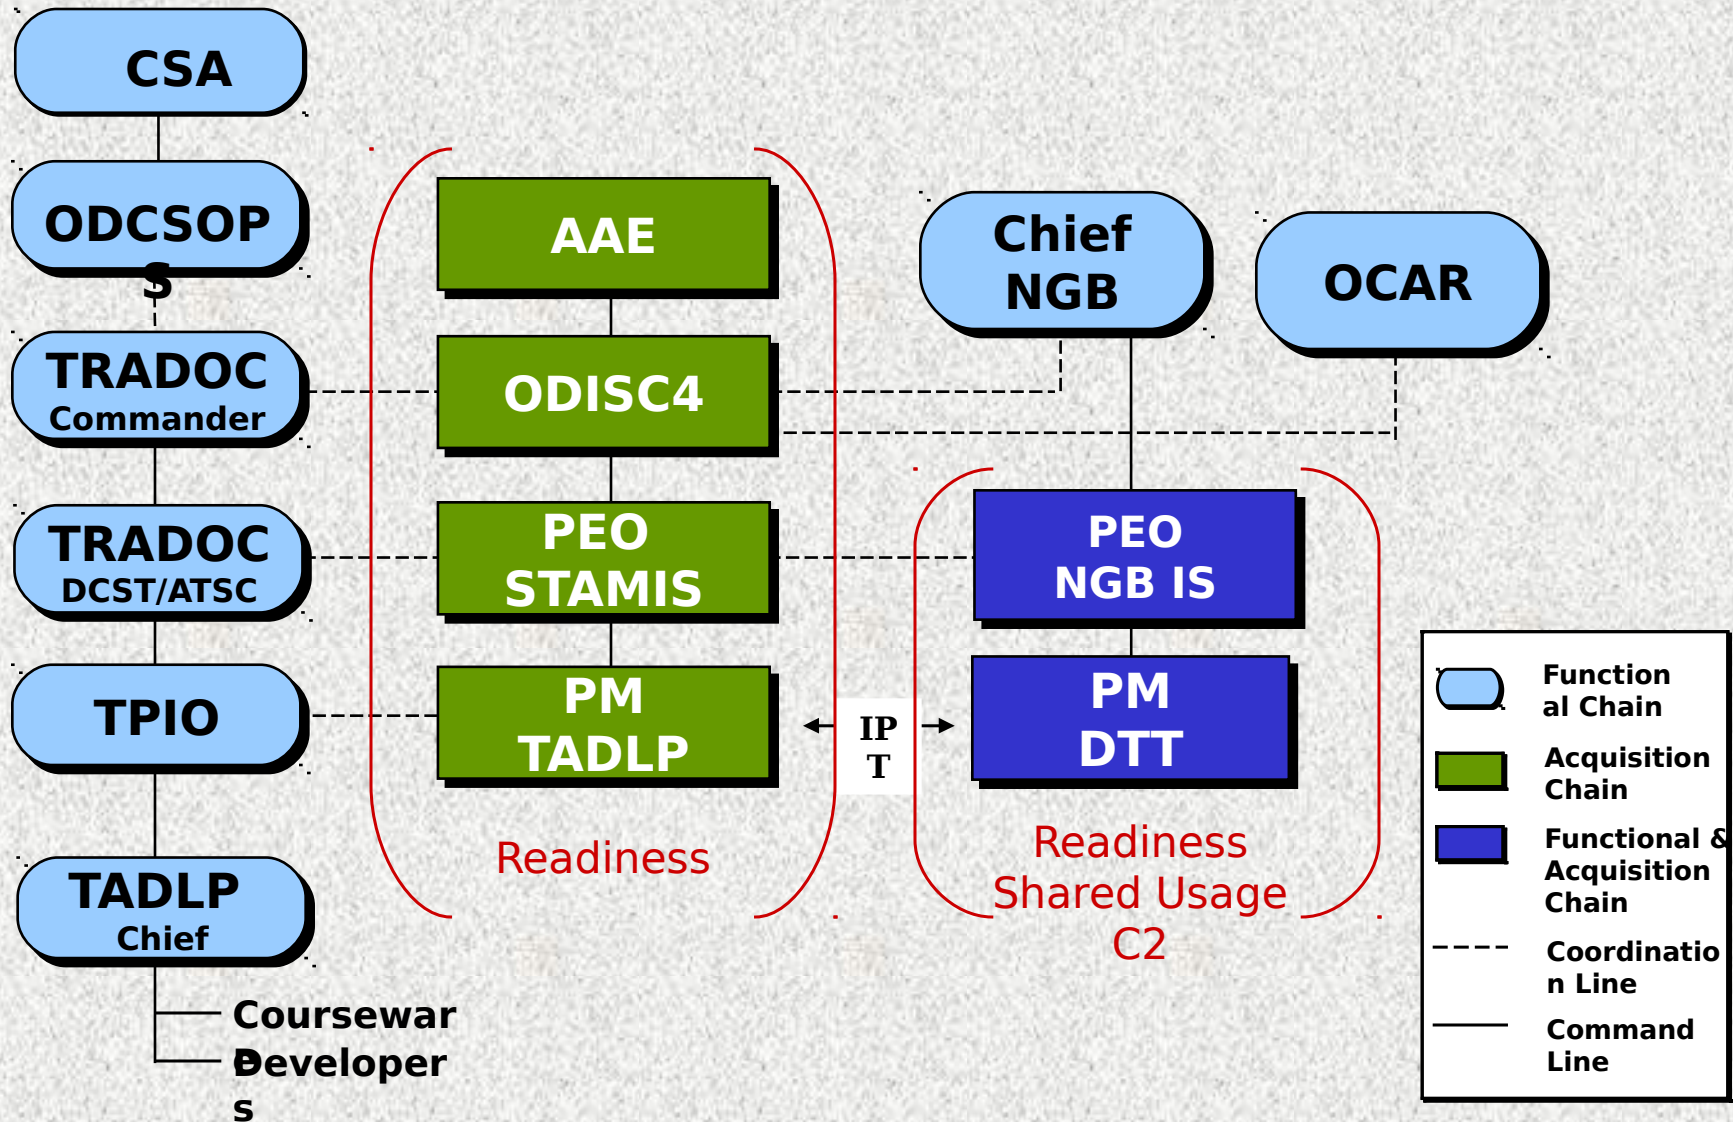 CSA
ODCSOP
S
TRADOC
Commander
TRADOC
DCST/ATSC
TPIO
TADLP
Chief
Coursewar
e
Developer
s
AAE
ODISC4
PEO
STAMIS
PM
TADLP
Readiness
IP
T
Chief
NGB
OCAR
PEO
NGB IS
PM
DTT
Readiness
Shared Usage
C2
Function
al Chain
Acquisition
Chain
Functional &
Acquisition
Chain
Coordinatio
n Line
Command
Line